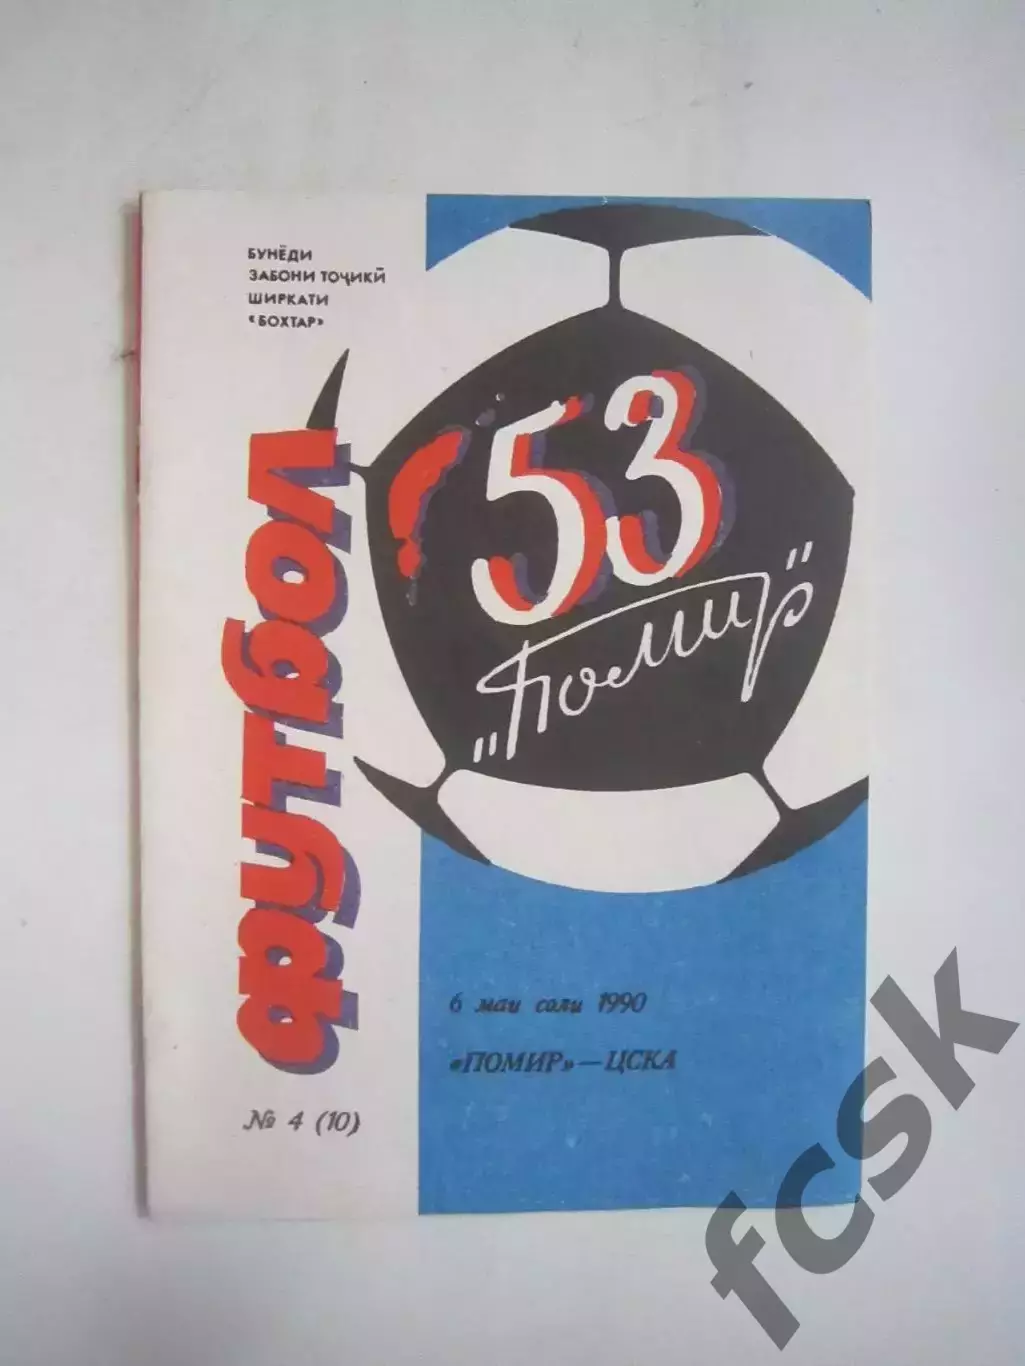 БУНЁДИ
ЗАБОНИ ТОҶИКӢ
ШИРКАТИ
«БОХТАР»
ФУТБОЛ
'53
„Помир"
6 маи соли 1990
«ПОМИР» — ЦСКА
№ 4 (10)
fcsk